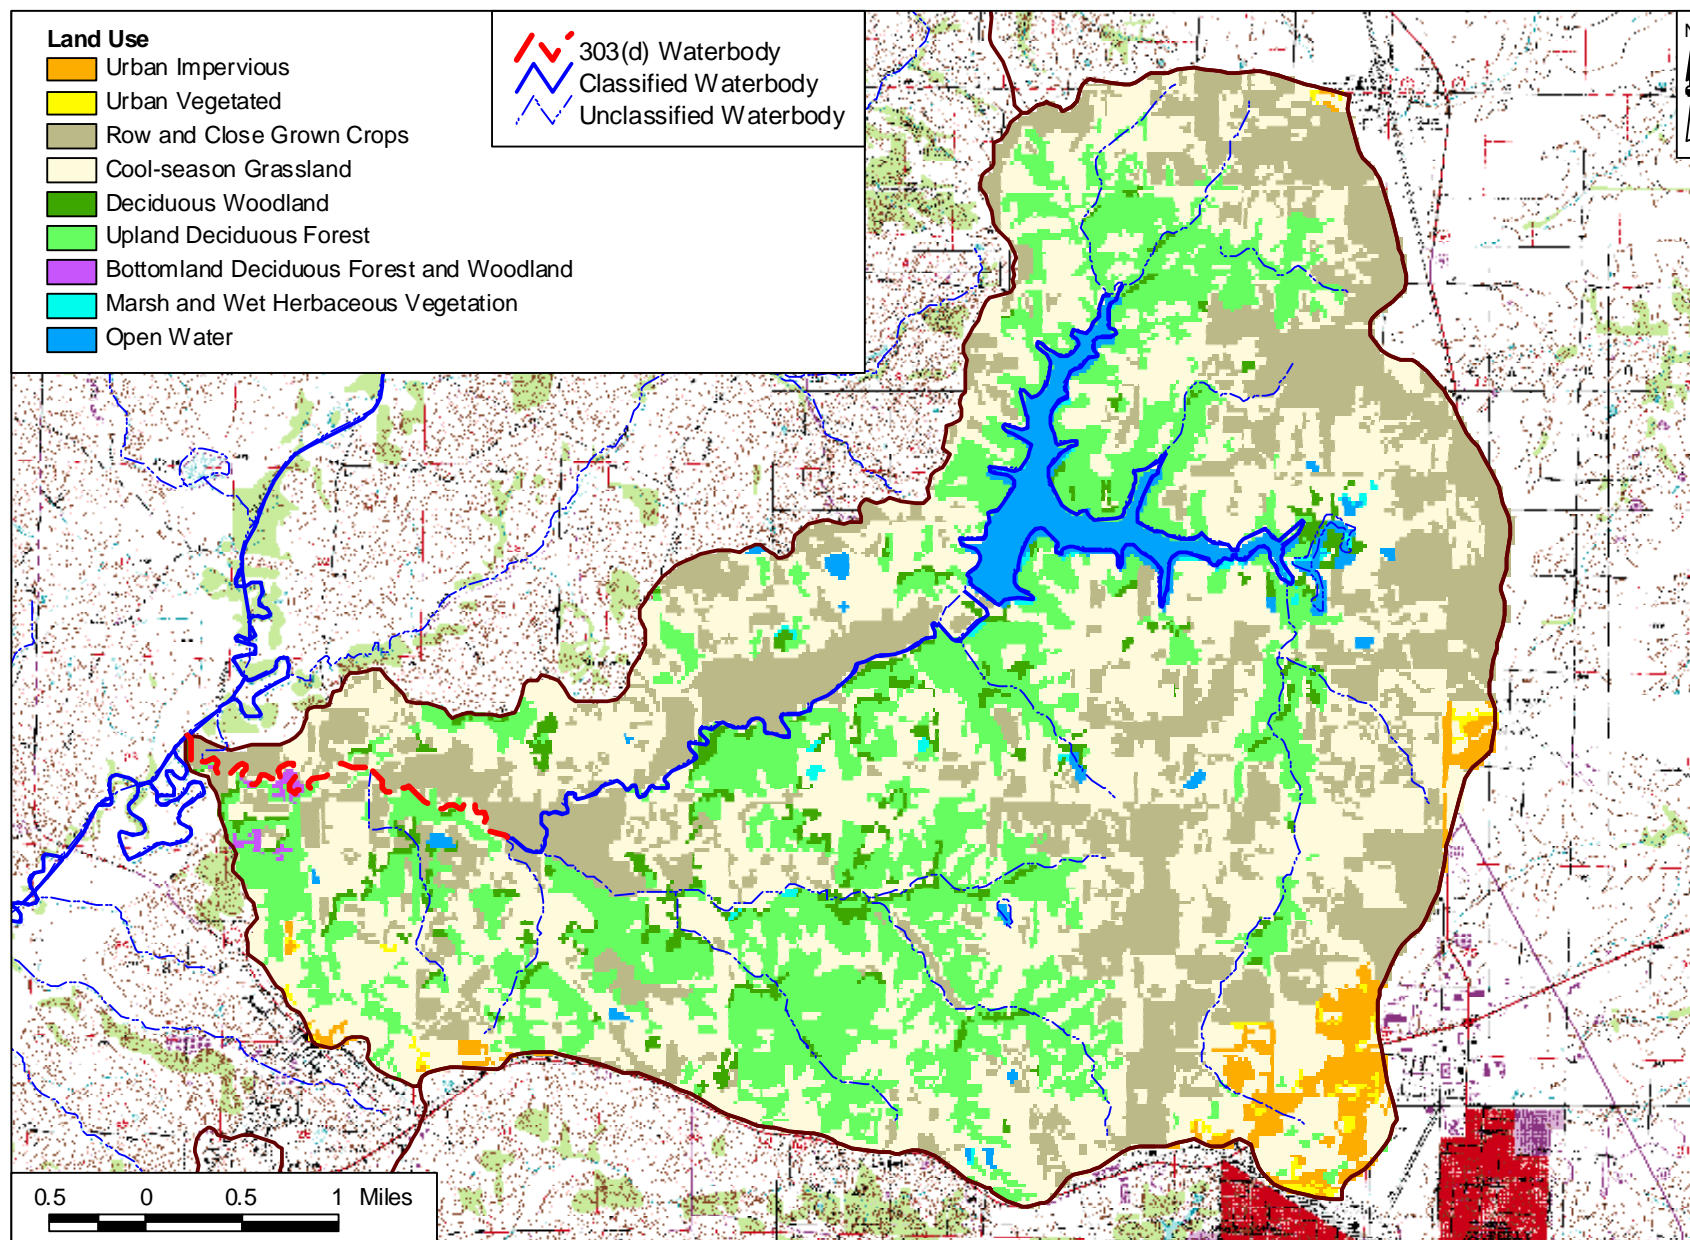 Land Use
Urban Impervious
Urban Vegetated
Row and Close Grown Crops
Cool-season Grassland
Deciduous Woodland
Upland Deciduous Forest
Bottomland Deciduous Forest and Woodland
Marsh and Wet Herbaceous Vegetation
Open Water
303(d) Waterbody
Classified Waterbody
Unclassified Waterbody
0.5 0 0.5 1 Miles